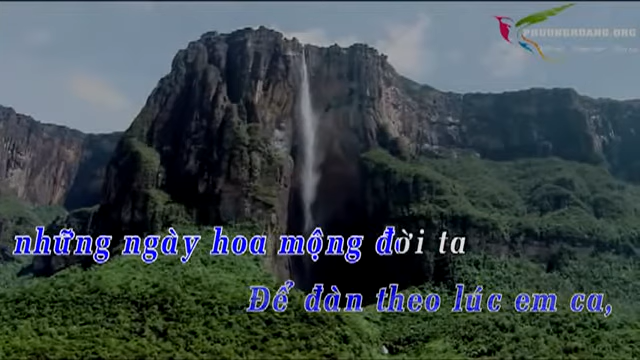 PHUONGHOANG.ORG
những ngày hoa mộng đời ta
Để đàn theo lúc em ca,